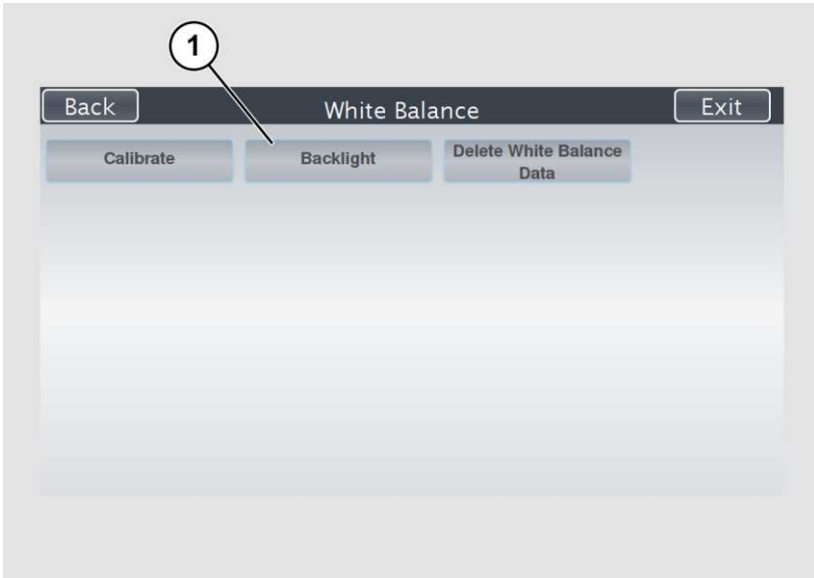 1
Back
White Balance
Exit
Calibrate
Backlight
Delete White Balance
Data